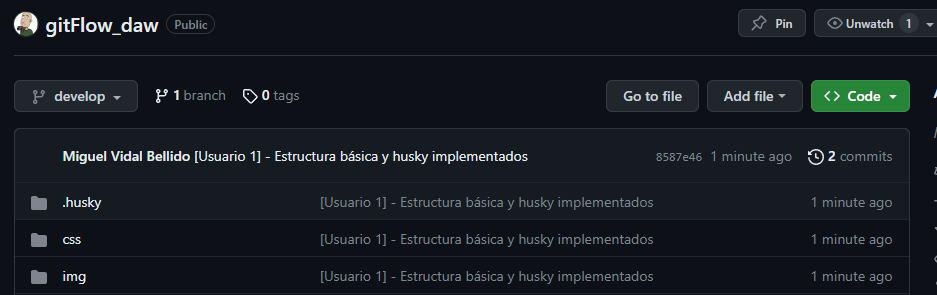 gitFlow_daw Public Pin Unwatch 1
develop 1 branch 0 tags Go to file Add file Code
Miguel Vidal Bellido [Usuario 1] - Estructura básica y husky implementados 8587e46 1 minute ago 2 commits
.husky [Usuario 1] - Estructura básica y husky implementados 1 minute ago
css [Usuario 1] - Estructura básica y husky implementados 1 minute ago
img [Usuario 1] - Estructura básica y husky implementados 1 minute ago